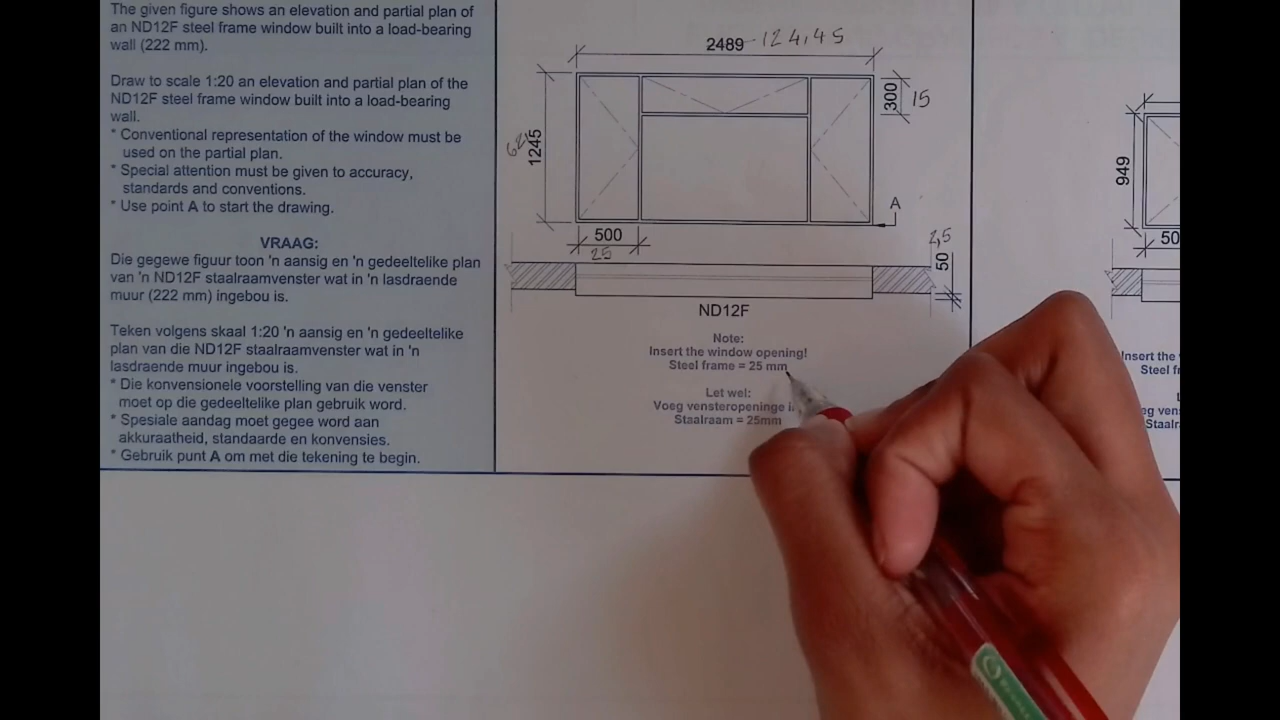 The given figure shows an elevation and partial plan of
an ND12F steel frame window built into a load-bearing
wall (222 mm).
Draw to scale 1:20 an elevation and partial plan of the
ND12F steel frame window built into a load-bearing
wall.
* Conventional representation of the window must be
used on the partial plan.
* Special attention must be given to accuracy,
standards and conventions.
* Use point A to start the drawing.
VRAAG:
Die gegewe figuur toon 'n aansig en 'n gedeeltelike plan
van 'n ND12F staalraamvenster wat in 'n lasdraende
muur (222 mm) ingebou is.
Teken volgens skaal 1:20 'n aansig en 'n gedeeltelike
plan van die ND12F staalraamvenster wat in 'n
lasdraende muur ingebou is.
* Die konvensionele voorstelling van die venster
moet op die gedeeltelike plan gebruik word.
* Spesiale aandag moet gegee word aan
akkuraatheid, standaarde en konvensies.
* Gebruik punt A om met die tekening te begin.
2489 124,45
300 15
1245
A
500
25
2,5
50
ND12F
Note:
Insert the window opening!
Steel frame = 25 mm
Let wel:
Voeg vensteropeninge
Staalraam = 25mm
949
50
Insert the
Steel